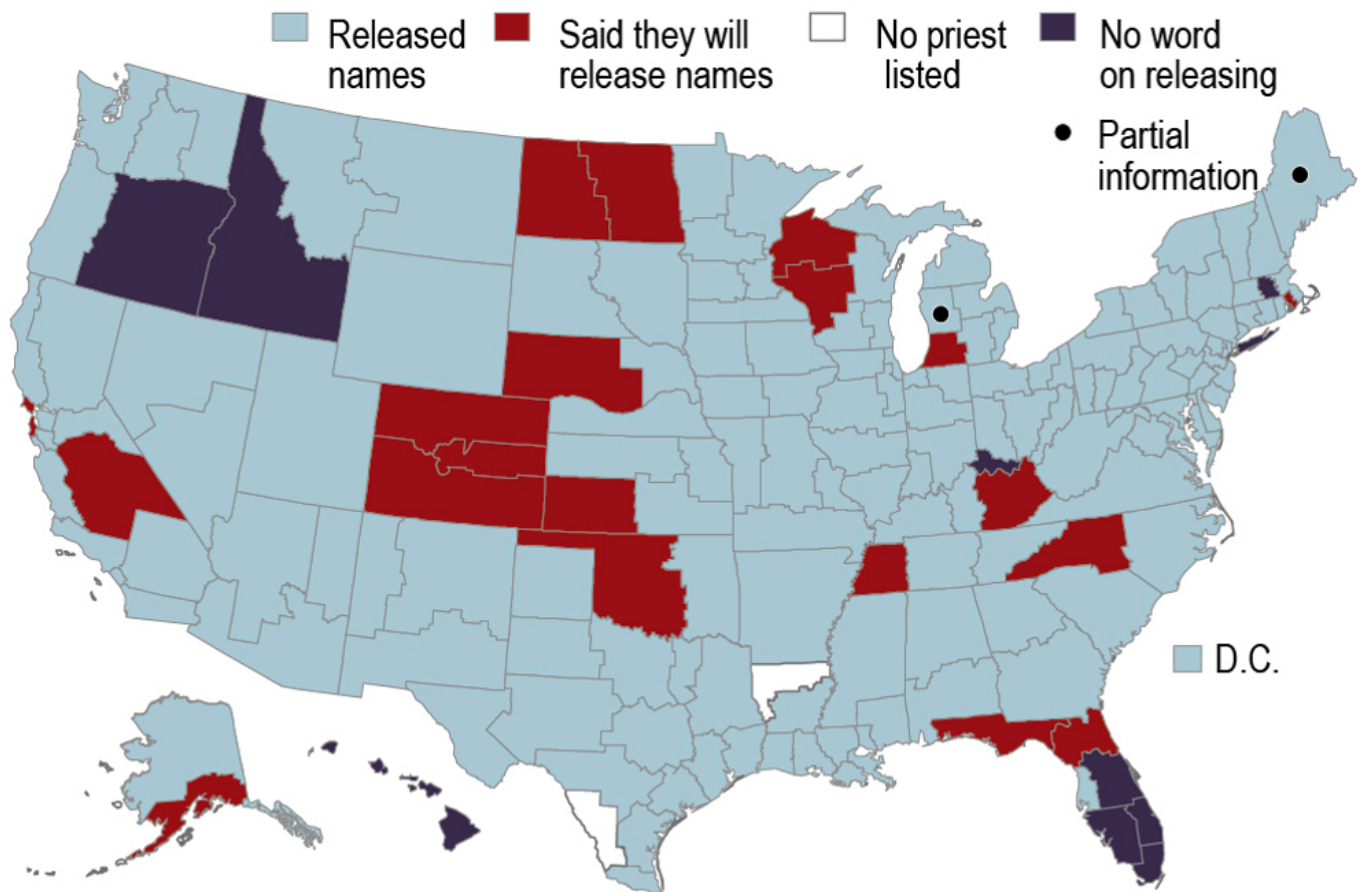 Released
names
Said they will
release names
No priest
listed
No word
on releasing
Partial
information
D.C.